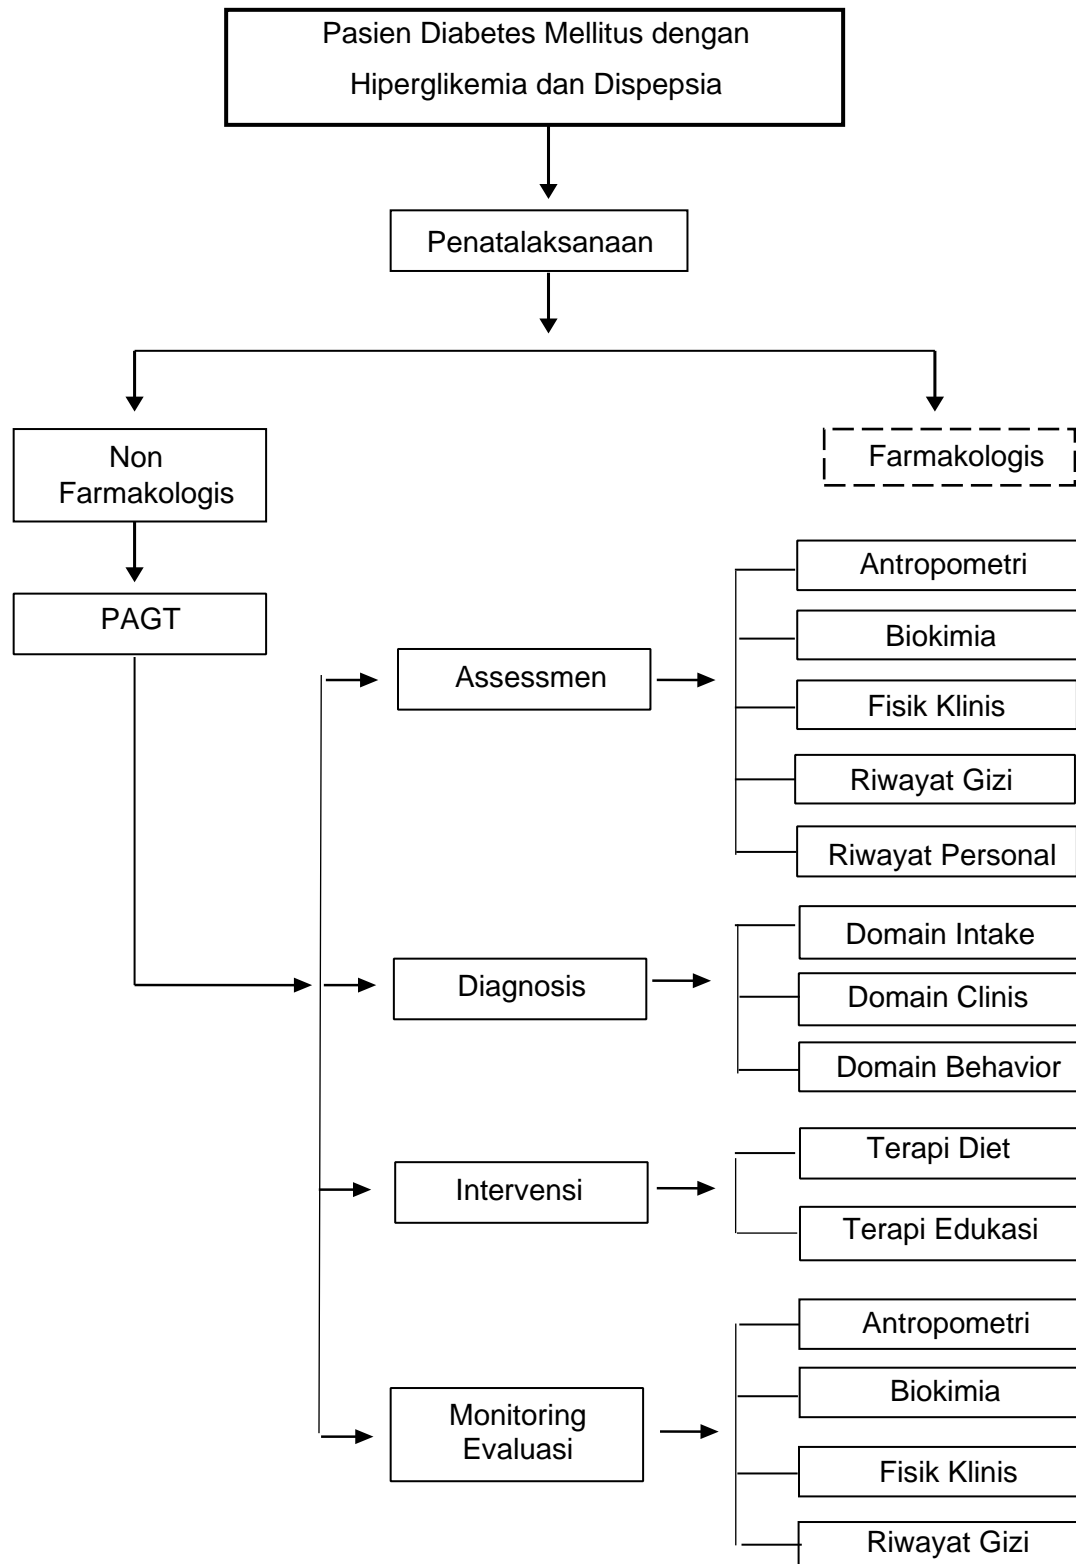 Pasien Diabetes Mellitus dengan
Hiperglikemia dan Dispepsia
Penatalaksanaan
Non
Farmakologis
Farmakologis
PAGT
Assessmen
Antropometri
Biokimia
Fisik Klinis
Riwayat Gizi
Riwayat Personal
Diagnosis
Domain Intake
Domain Clinis
Domain Behavior
Intervensi
Terapi Diet
Terapi Edukasi
Monitoring
Evaluasi
Antropometri
Biokimia
Fisik Klinis
Riwayat Gizi